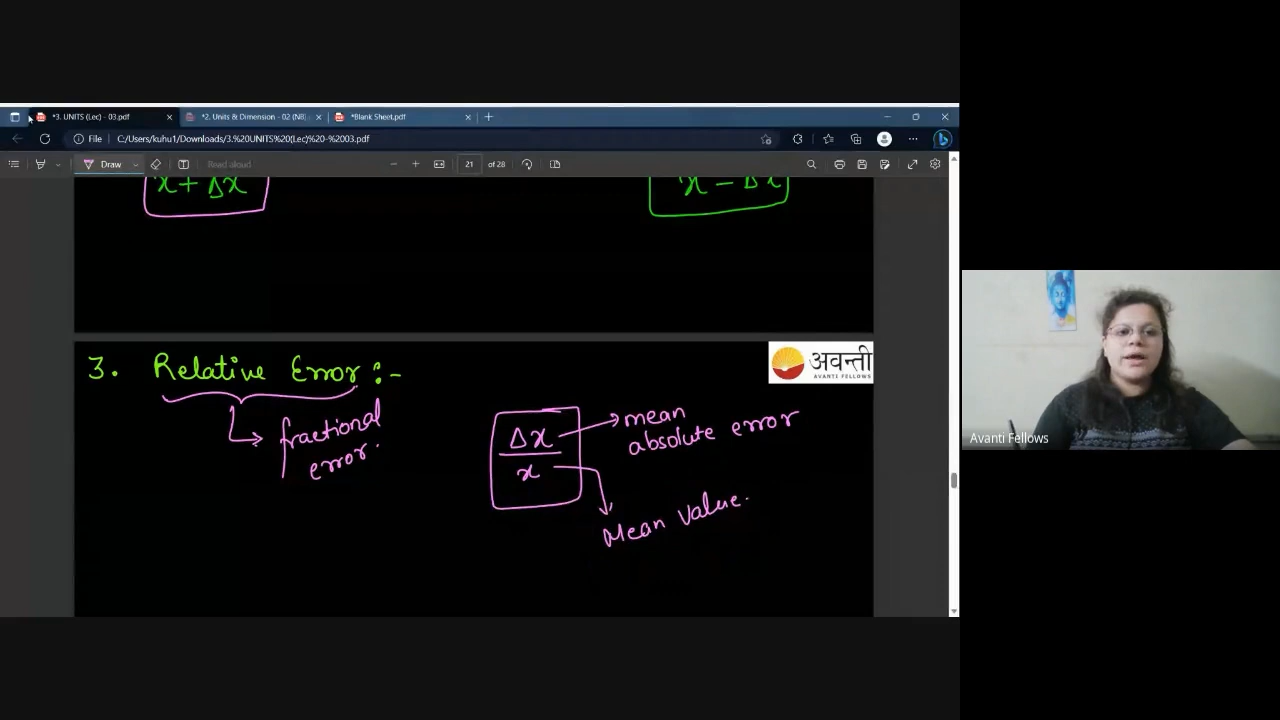 *3. UNITS (Lec) - 03.pdf
*2. Units & Dimension - 02 (NB).
*Blank Sheet.pdf
File
C:/Users/kuhu1/Downloads/3.%20UNITS%20(Lec)%20-%2003.pdf
Draw
Read aloud
21
of 28
x + Δx
x - Δx
3. Relative Error :-
fractional
error.
Δx
x
mean
absolute error
Mean value.
अवन्ती
AVANTI FELLOWS
Avanti Fellows